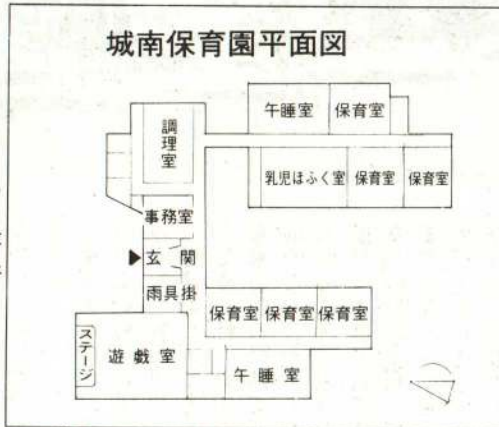 城南保育園平面図
午睡室
保育室
調理室
乳児ほふく室
保育室
保育室
事務室
玄関
雨具掛
保育室
保育室
保育室
ステージ
遊戯室
午睡室